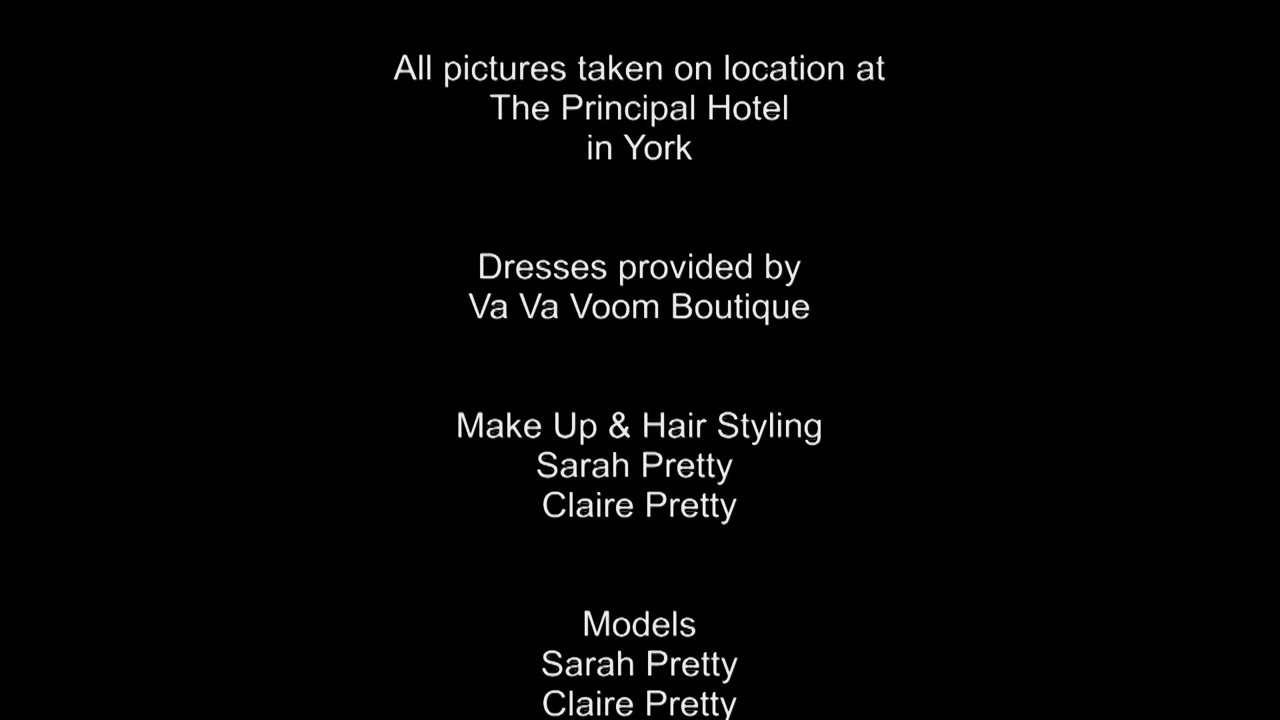 All pictures taken on location at
The Principal Hotel
in York
Dresses provided by
Va Va Voom Boutique
Make Up & Hair Styling
Sarah Pretty
Claire Pretty
Models
Sarah Pretty
Claire Pretty